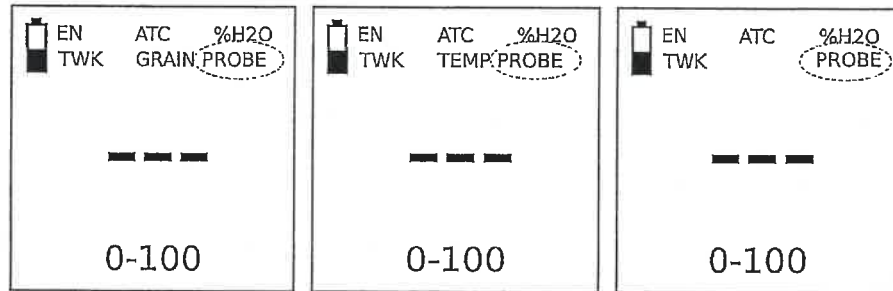 EN ATC %H2O
TWK GRAIN PROBE
---
0-100
EN ATC %H2O
TWK TEMP PROBE
---
0-100
EN ATC %H2O
TWK PROBE
---
0-100